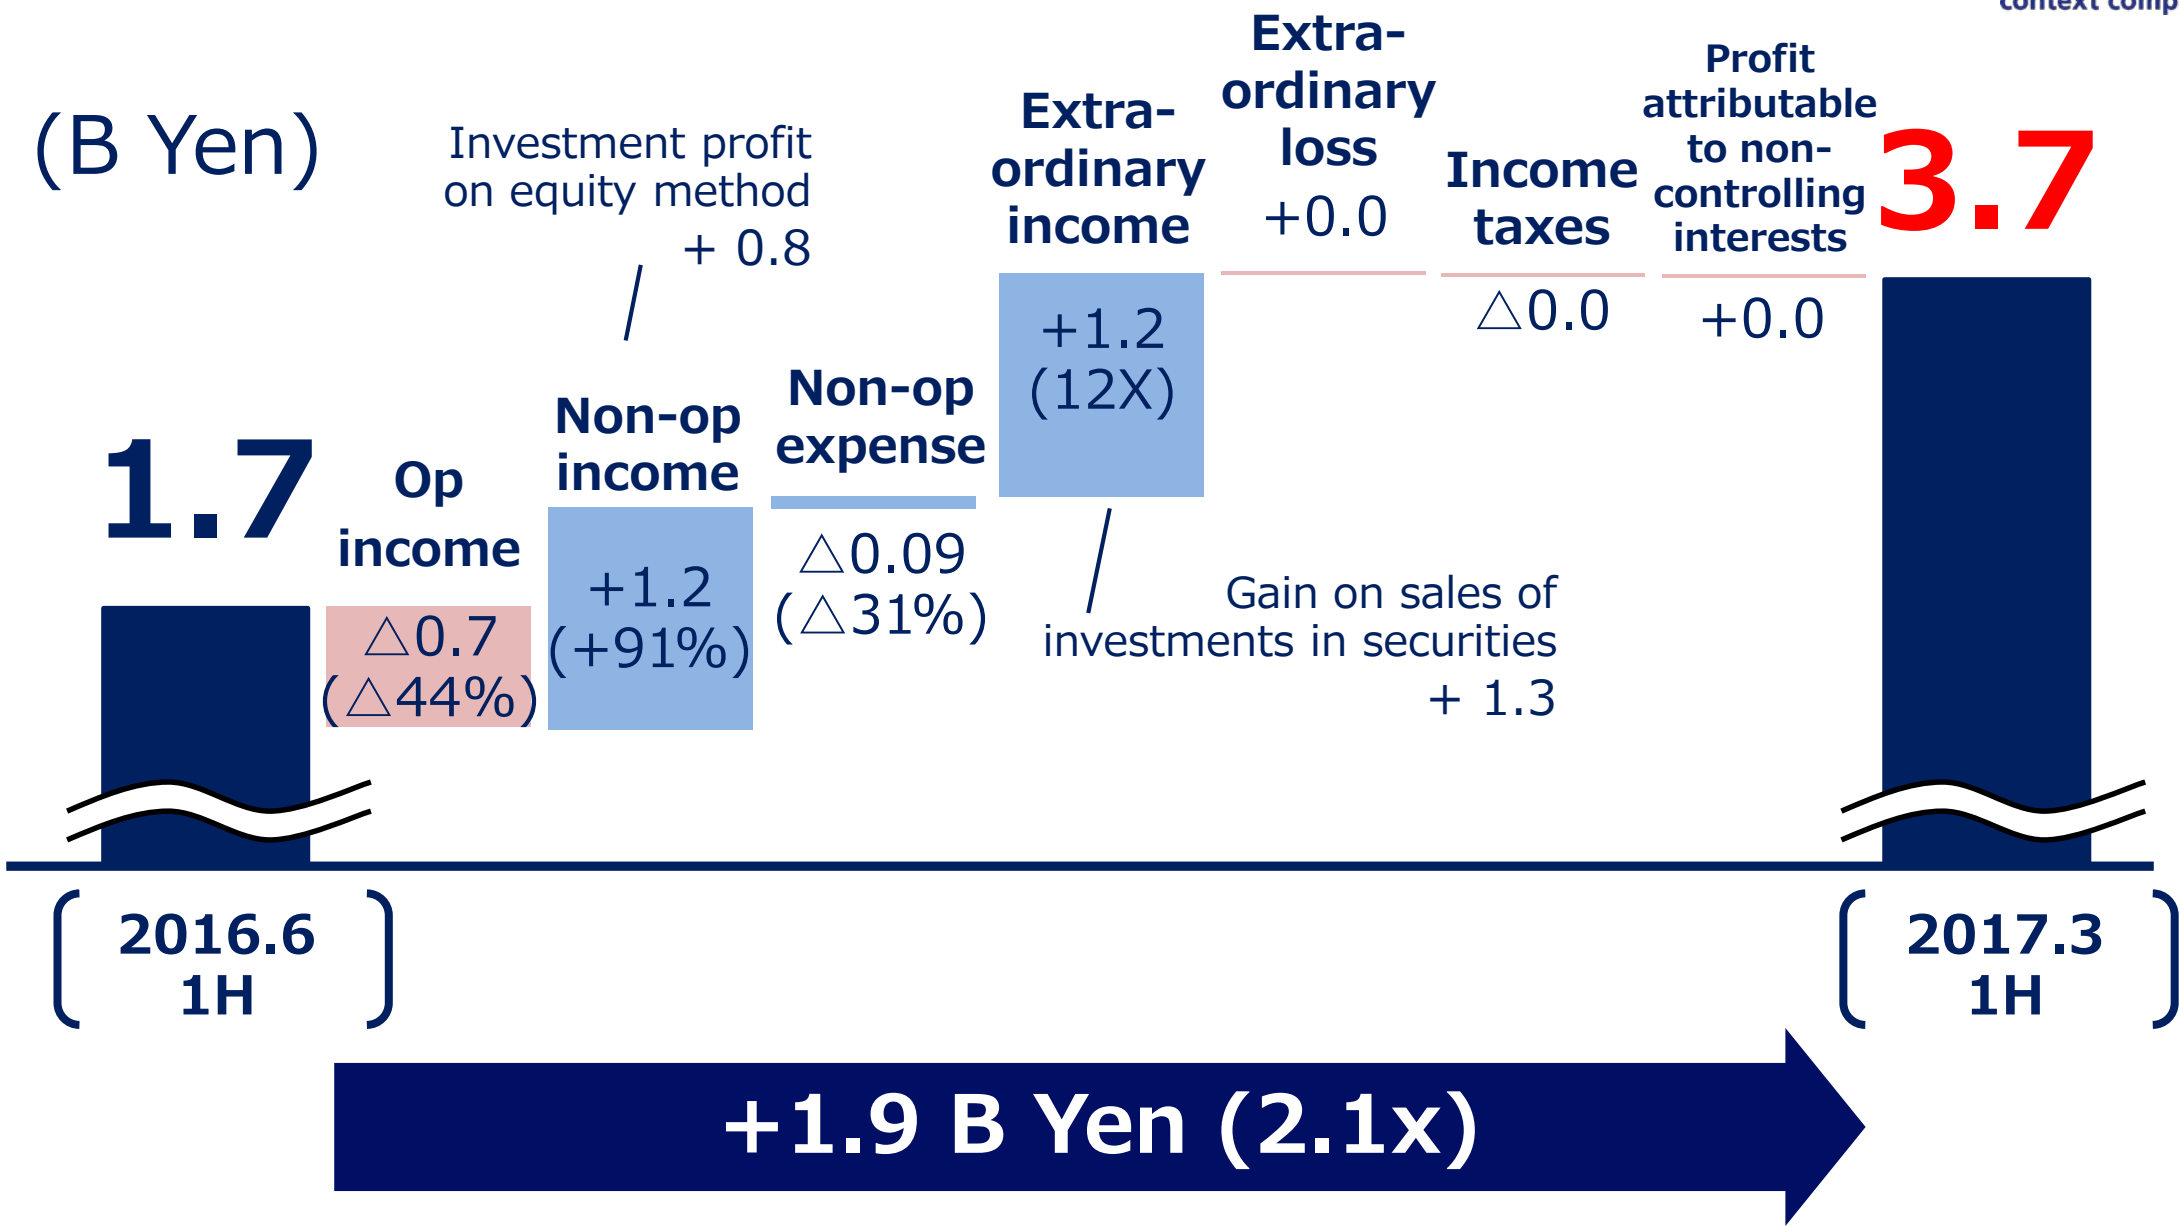 context comp
(B Yen)
Investment profit
on equity method
+ 0.8
1.7
Op
income
△0.7
(△44%)
Non-op
income
+1.2
(+91%)
Non-op
expense
△0.09
(△31%)
Extra-
ordinary
income
+1.2
(12X)
Gain on sales of
investments in securities
+ 1.3
Extra-
ordinary
loss
+0.0
Income
taxes
△0.0
Profit
attributable
to non-
controlling
interests
+0.0
3.7
2016.6
1H
2017.3
1H
+1.9 B Yen (2.1x)